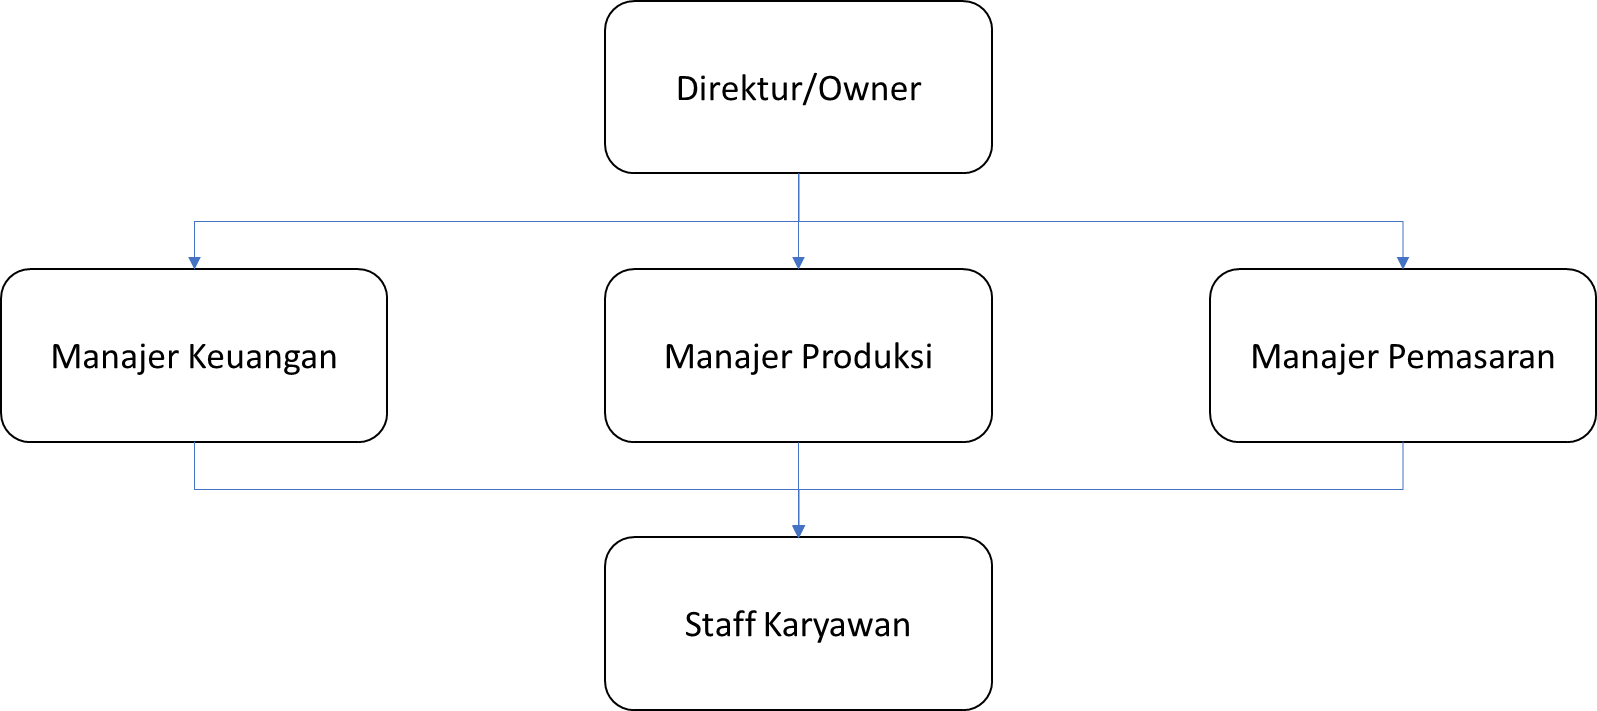 Direktur/Owner
Manajer Keuangan
Manajer Produksi
Manajer Pemasaran
Staff Karyawan